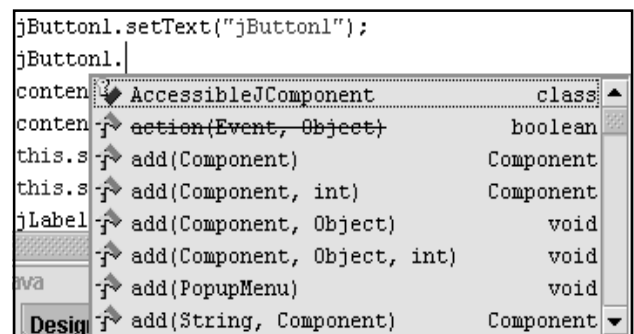 jButton1.setText("jButton1");
jButton1.
conten
AccessibleJComponent class
conten
action(Event, Object) boolean
this.s
add(Component) Component
this.s
add(Component, int) Component
jLabel
add(Component, Object) void
add(Component, Object, int) void
ava
add(PopupMenu) void
Desig
add(String, Component) Component